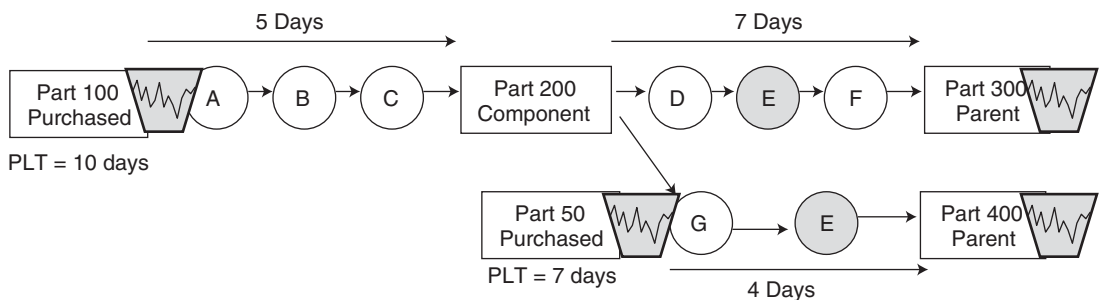 5 Days
7 Days
Part 100
Purchased
A
B
C
Part 200
Component
D
E
F
Part 300
Parent
PLT = 10 days
Part 50
Purchased
G
E
Part 400
Parent
PLT = 7 days
4 Days